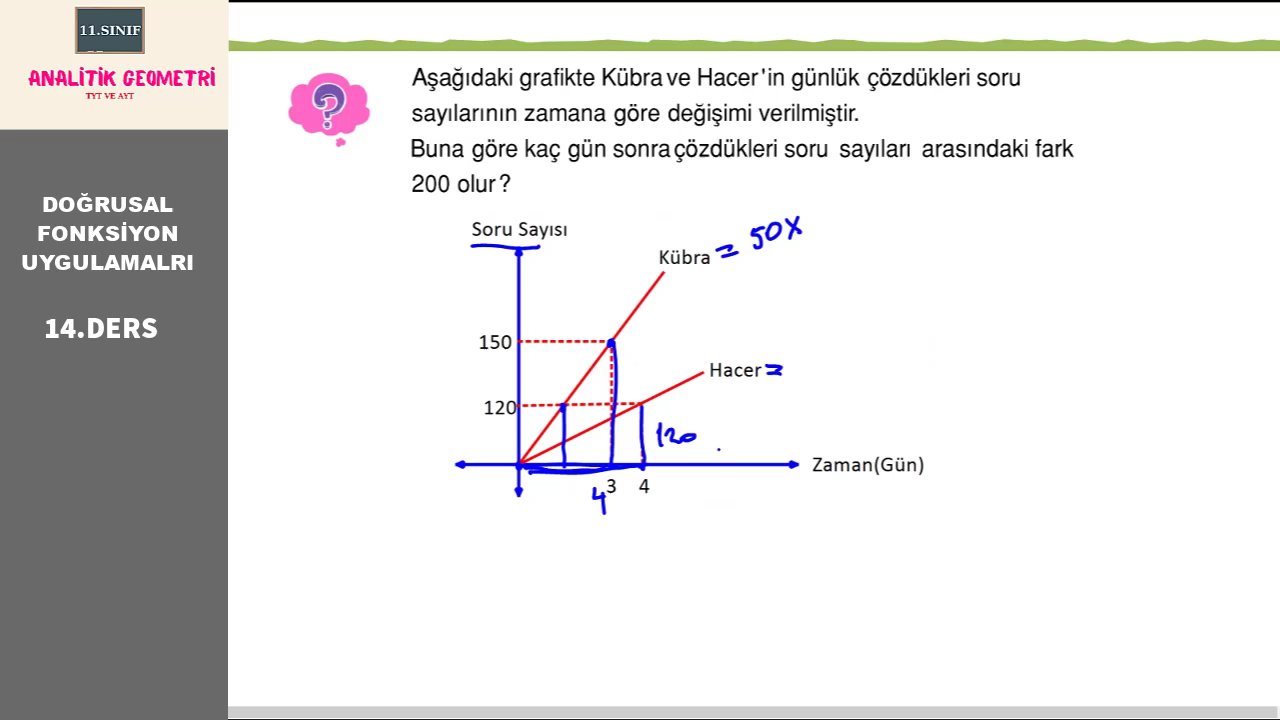 11.SINIF
ANALİTİK GEOMETRİ
TYT VE AYT
DOĞRUSAL
FONKSİYON
UYGULAMALRI
14.DERS
Aşağıdaki grafikte Kübra ve Hacer'in günlük çözdükleri soru
sayılarının zamana göre değişimi verilmiştir.
Buna göre kaç gün sonra çözdükleri soru sayıları arasındaki fark
200 olur?
Soru Sayısı
Kübra = 50x
150
Hacer =
120
120
Zaman(Gün)
3 4
4